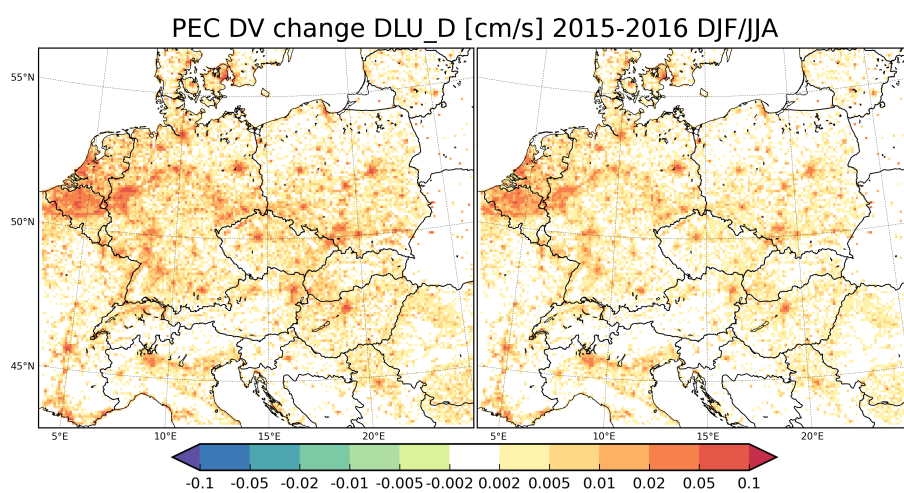 PEC DV change DLU_D [cm/s] 2015-2016 DJF/JJA
55°N
50°N
45°N
5°E 10°E 15°E 20°E 5°E 10°E 15°E 20°E
-0.1 -0.05 -0.02 -0.01 -0.005 -0.002 0.002 0.005 0.01 0.02 0.05 0.1